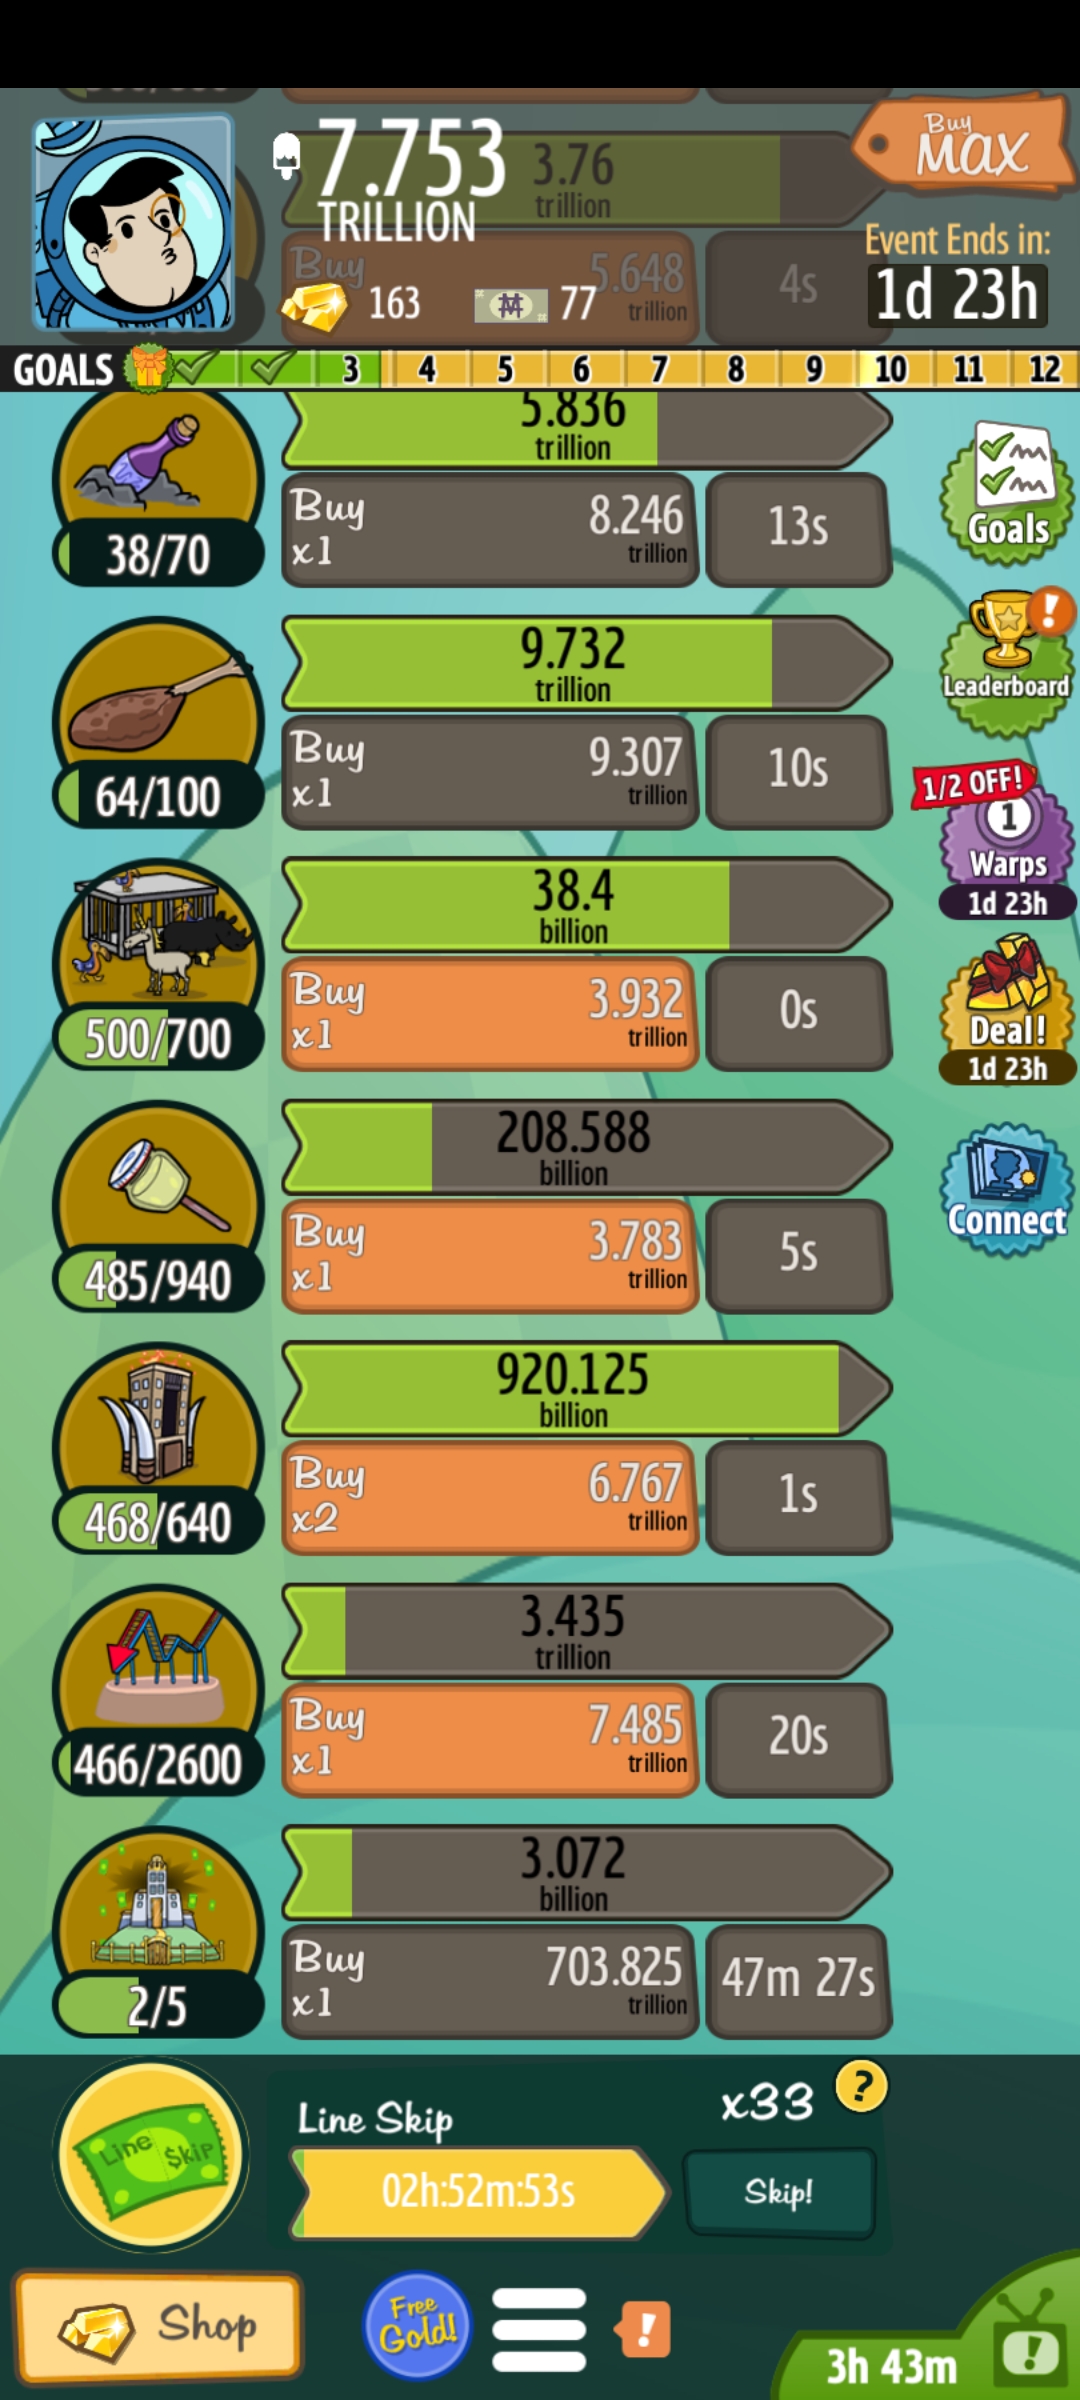 7.753
TRILLION
3.76
trillion
Buy
MAX
Buy
5.648
trillion
4s
163
77
Event Ends in:
1d 23h
GOALS
3
4
5
6
7
8
9
10
11
12
5.836
trillion
Buy
x1
8.246
trillion
13s
38/70
Goals
9.732
trillion
Buy
x1
9.307
trillion
10s
64/100
Leaderboard
1/2 OFF!
1
Warps
1d 23h
38.4
billion
Buy
x1
3.932
trillion
0s
500/700
Deal!
1d 23h
208.588
billion
Buy
x1
3.783
trillion
5s
485/940
Connect
920.125
billion
Buy
x2
6.767
trillion
1s
468/640
3.435
trillion
Buy
x1
7.485
trillion
20s
466/2600
3.072
billion
Buy
x1
703.825
trillion
47m 27s
2/5
Line Skip
Line $kip
x33
?
02h:52m:53s
Skip!
Shop
Free
Gold!
!
3h 43m
!